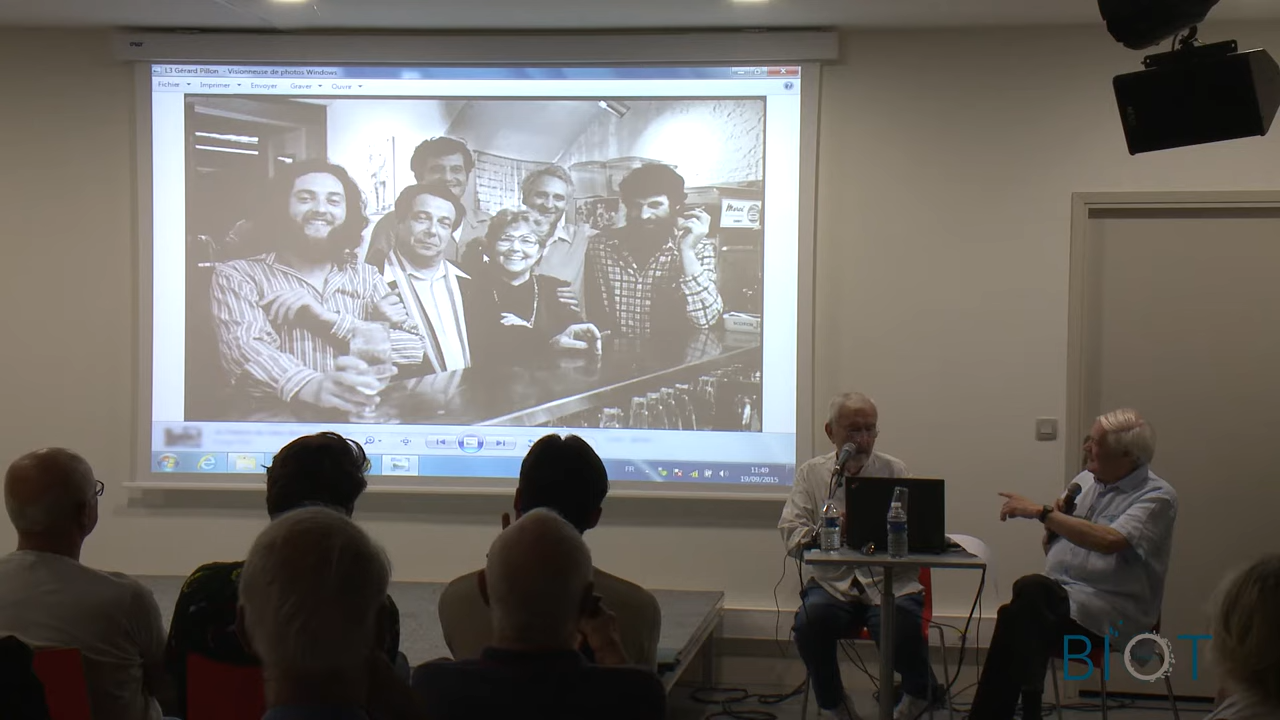 L3 Gérard Pillon - Visionneuse de photos Windows
Fichier Imprimer Envoyer Graver Ouvrir
FR
11:49
19/09/2015
BIOT